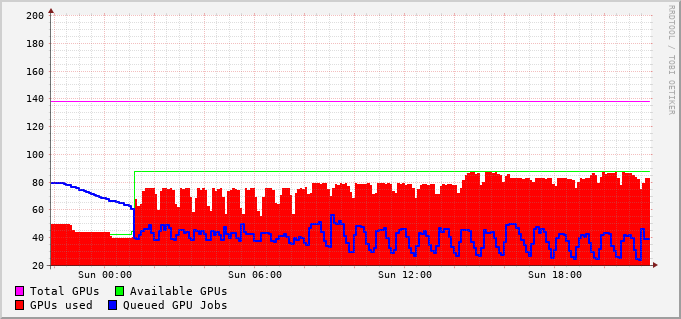 200
180
160
140
120
100
80
60
40
20
Sun 00:00 Sun 06:00 Sun 12:00 Sun 18:00
Total GPUs Available GPUs
GPUs used Queued GPU Jobs
RRDTOOL / TOBI OETIKER